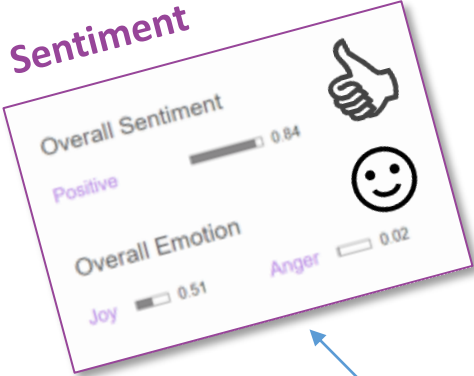 Sentiment
Overall Sentiment
Positive 0.84
Overall Emotion
Joy 0.51 Anger 0.02